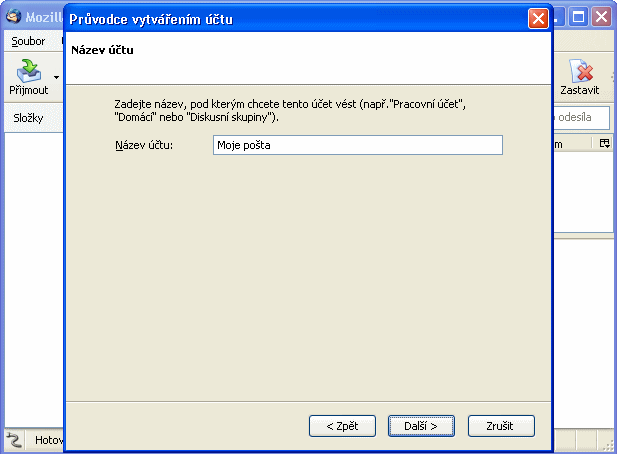 Mozill
Průvodce vytvářením účtu
Soubor
Název účtu
Přijmout
Zastavit
Složky
Zadejte název, pod kterým chcete tento účet vést (např."Pracovní účet",
"Domácí" nebo "Diskusní skupiny").
odesíla
Název účtu: Moje pošta
m
< Zpět Další > Zrušit
Hotov